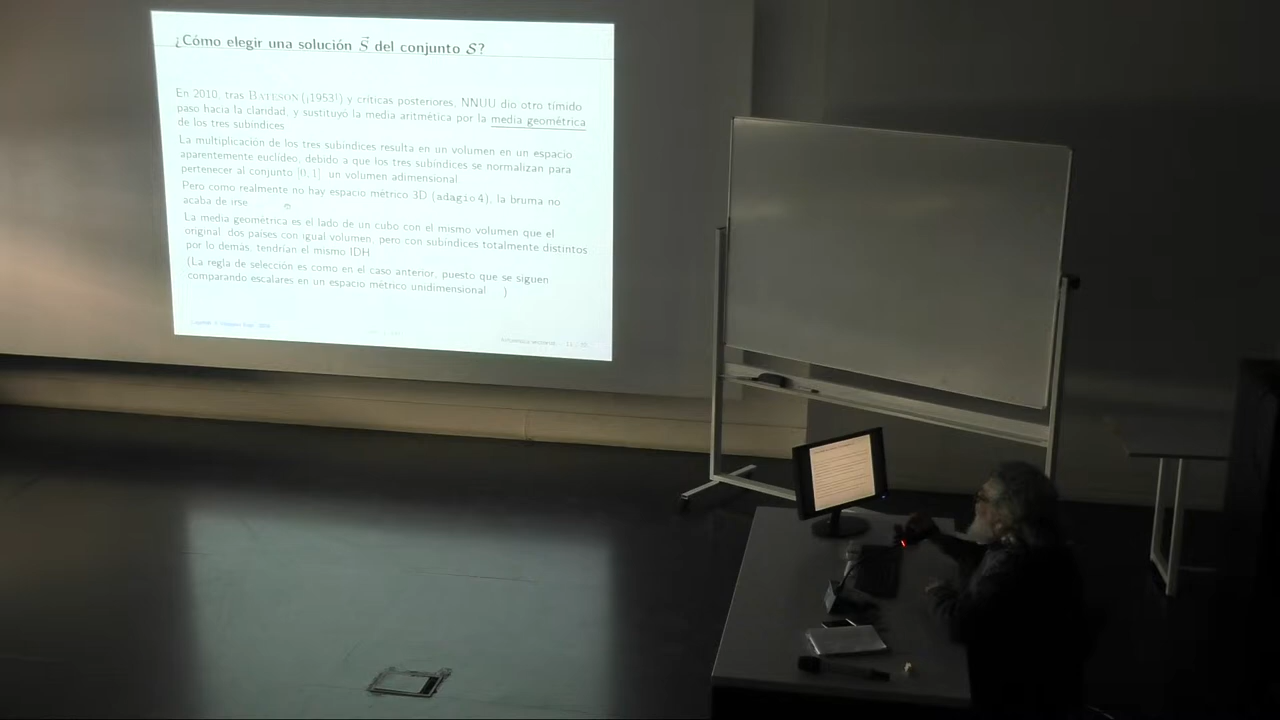 ¿Cómo elegir una solución S⃗ del conjunto 𝒮?
En 2010, tras BATESON (¡1953!) y críticas posteriores, NNUU dio otro tímido
paso hacia la claridad, y sustituyó la media aritmética por la media geométrica
de los tres subíndices
La multiplicación de los tres subíndices resulta en un volumen en un espacio
aparentemente euclídeo, debido a que los tres subíndices se normalizan para
pertenecer al conjunto [0, 1] un volumen adimensional
Pero como realmente no hay espacio métrico 3D (adagio 4), la bruma no
acaba de irse
La media geométrica es el lado de un cubo con el mismo volumen que el
original dos países con igual volumen, pero con subíndices totalmente distintos
por lo demás, tendrían el mismo IDH
(La regla de selección es como en el caso anterior, puesto que se siguen
comparando escalares en un espacio métrico unidimensional )